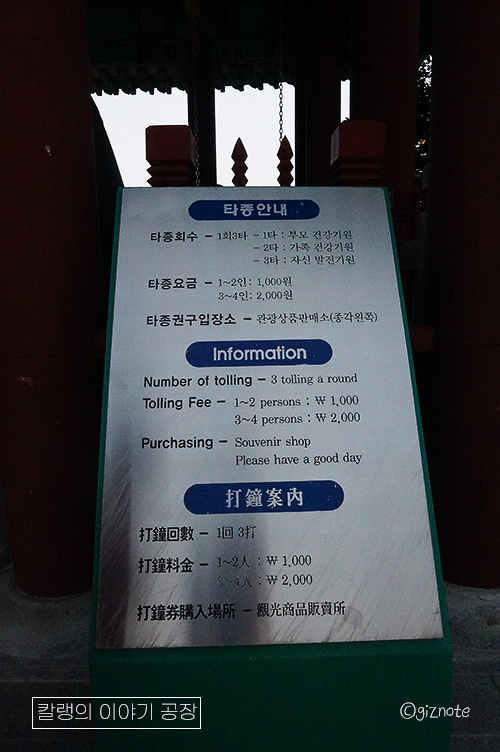 타종안내
타종회수 - 1회3타 - 1타 : 부모 건강기원
- 2타 : 가족 건강기원
- 3타 : 자신 발전기원
타종요금 - 1~2인 : 1,000원
3~4인 : 2,000원
타종권구입장소 - 관광상품판매소(종각왼쪽)
Information
Number of tolling - 3 tolling a round
Tolling Fee - 1~2 persons : ₩ 1,000
3~4 persons : ₩ 2,000
Purchasing - Souvenir shop
Please have a good day
打鐘案內
打鐘回數 - 1回 3打
打鐘料金 - 1~2人 : ₩ 1,000
3~4人 : ₩ 2,000
打鐘券購入場所 - 觀光商品販賣所
칼랭의 이야기 공장
©giznote